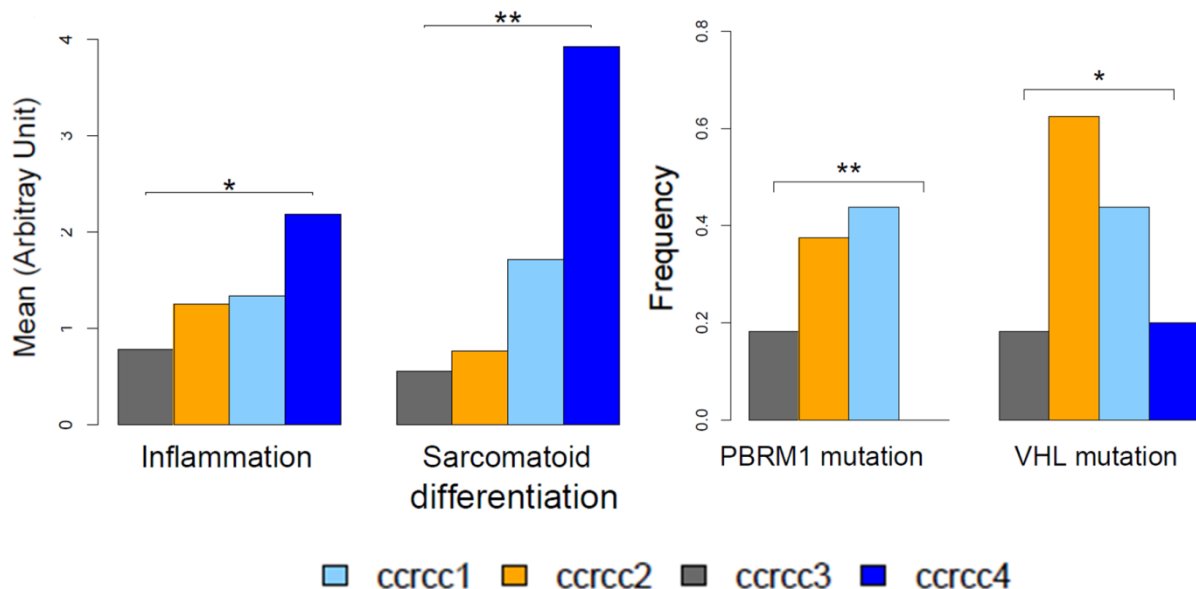 Mean (Arbitray Unit)
4
3
2
1
0
*
**
Inflammation
Sarcomatoid
differentiation
Frequency
0.8
0.6
0.4
0.2
0.0
**
*
PBRM1 mutation
VHL mutation
ccrcc1 ccrcc2 ccrcc3 ccrcc4